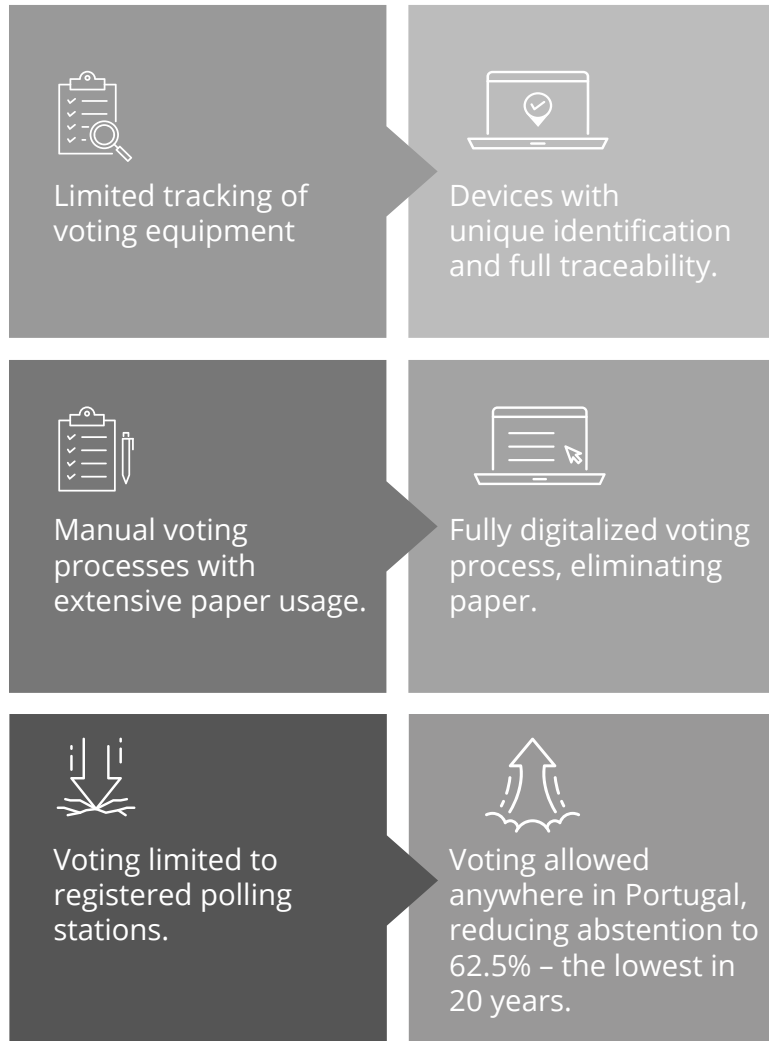 Limited tracking of
voting equipment
Devices with
unique identification
and full traceability.
Manual voting
processes with
extensive paper usage.
Fully digitalized voting
process, eliminating
paper.
Voting limited to
registered polling
stations.
Voting allowed
anywhere in Portugal,
reducing abstention to
62.5% – the lowest in
20 years.